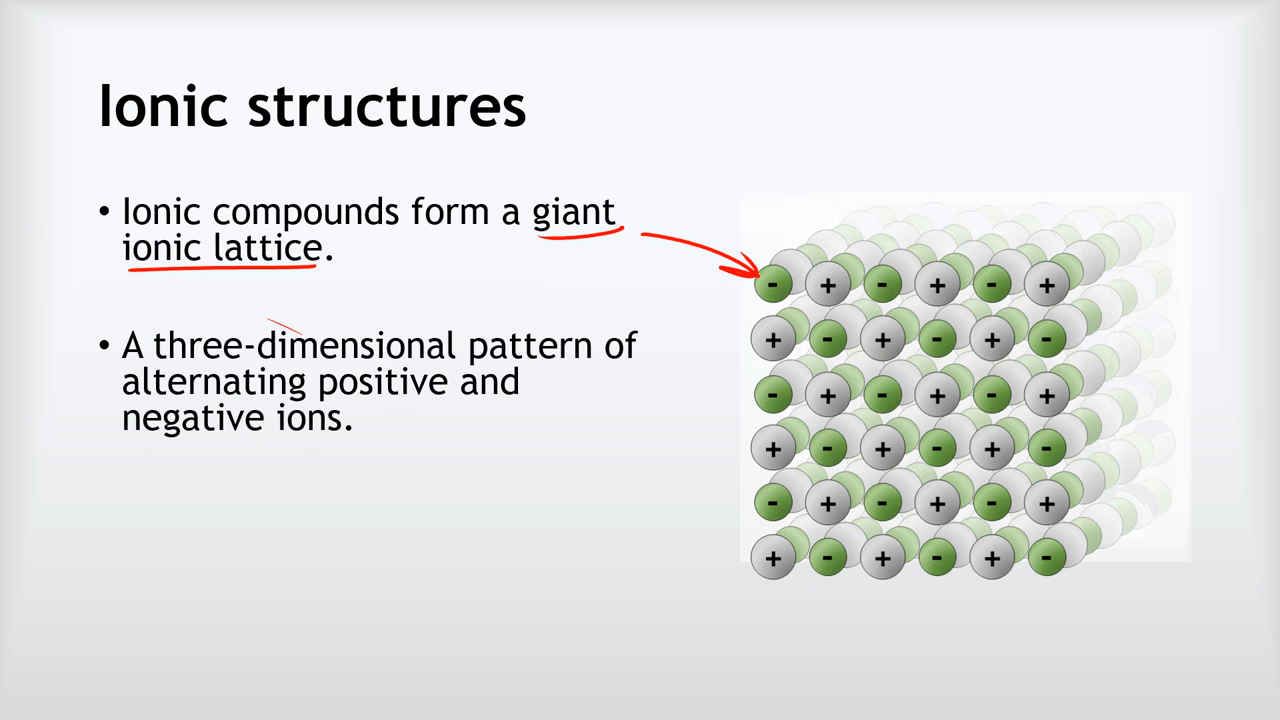 Ionic structures
• Ionic compounds form a giant
ionic lattice.
• A three-dimensional pattern of
alternating positive and
negative ions.
- + - + - +
+ - + - + -
- + - + - +
+ - + - + -
- + - + - +
+ - + - + -